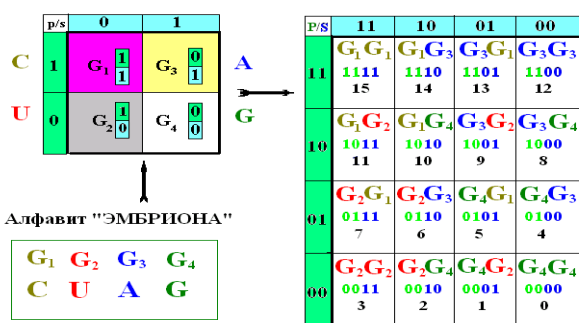 p/s 0 1
C 1 G₁ 1 1 G₃ 0 1 A
U 0 G₂ 1 0 G₄ 0 0 G
Алфавит "ЭМБРИОНА"
G₁ G₂ G₃ G₄
C U A G
P/S 11 10 01 00
11 G₁G₁ G₁G₃ G₃G₁ G₃G₃
1111 1110 1101 1100
15 14 13 12
10 G₁G₂ G₁G₄ G₃G₂ G₃G₄
1011 1010 1001 1000
11 10 9 8
01 G₂G₁ G₂G₃ G₄G₁ G₄G₃
0111 0110 0101 0100
7 6 5 4
00 G₂G₂ G₂G₄ G₄G₂ G₄G₄
0011 0010 0001 0000
3 2 1 0